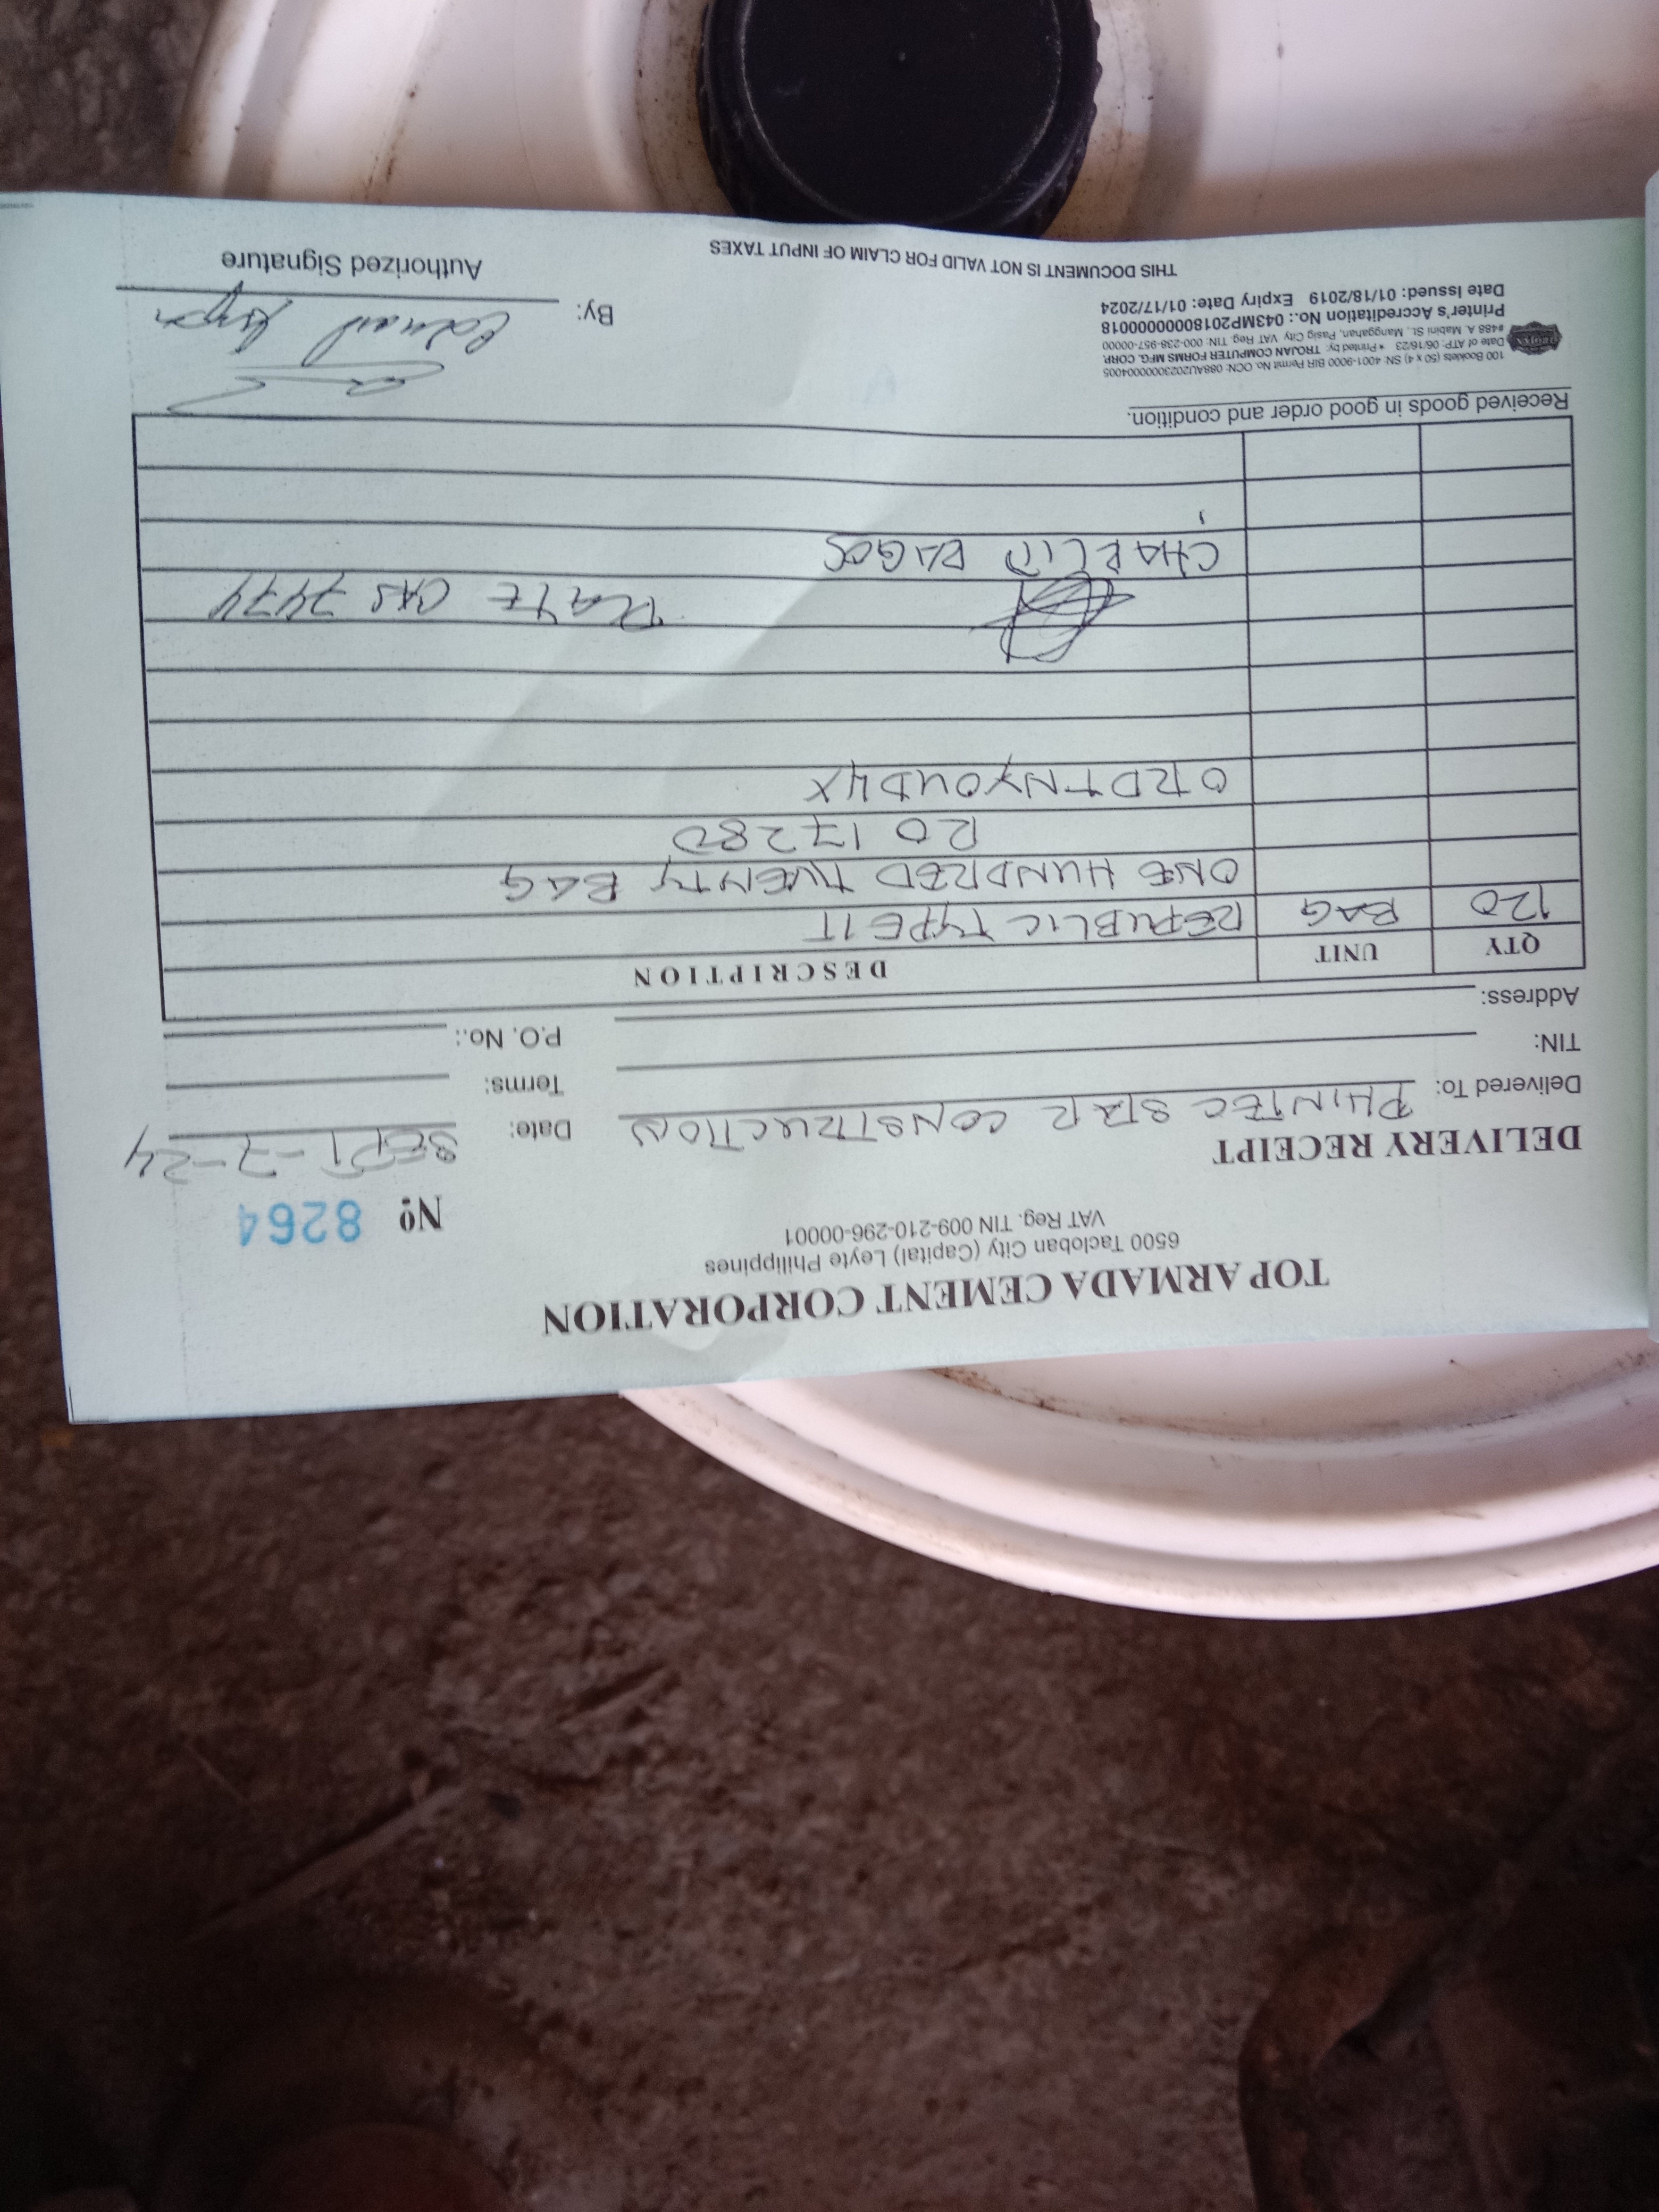 TOP ARMADA CEMENT CORPORATION
6500 Tacloban City (Capital) Leyte Philippines
VAT Reg. TIN 009-210-296-00001
Nº 8264
DELIVERY RECEIPT
Delivered To: PHINTEC STAR CONSTRUCTION Date: SEPT-7-24
TIN: Terms:
Address: P.O. No.:
QTY UNIT DESCRIPTION
120 BAG REPUBLIC TYPE 1T
ONE HUNDRED TWENTY BAG
20 17280
PLATE CAS 7474
Received goods in good order and condition.
100 Booklets (50 x 4) SN: 4001-9000 BIR Permit No. OCN: 088AU20230000004005
Date of ATP: 06/16/23 * Printed by: TROJAN COMPUTER FORMS MFG. CORP.
#488 A. Mabini St., Manggahan, Pasig City VAT Reg. TIN: 000-238-957-00000
Printer's Accreditation No.: 043MP20180000000018
Date Issued: 01/18/2019 Expiry Date: 01/17/2024
THIS DOCUMENT IS NOT VALID FOR CLAIM OF INPUT TAXES
By:
Authorized Signature
TROJAN